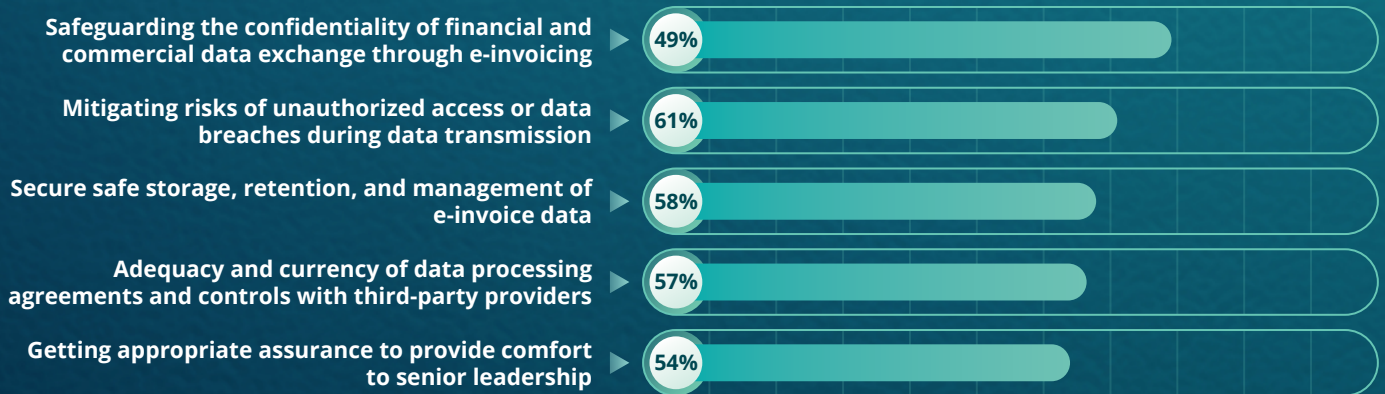 Safeguarding the confidentiality of financial and
commercial data exchange through e-invoicing
49%
Mitigating risks of unauthorized access or data
breaches during data transmission
61%
Secure safe storage, retention, and management of
e-invoice data
58%
Adequacy and currency of data processing
agreements and controls with third-party providers
57%
Getting appropriate assurance to provide comfort
to senior leadership
54%